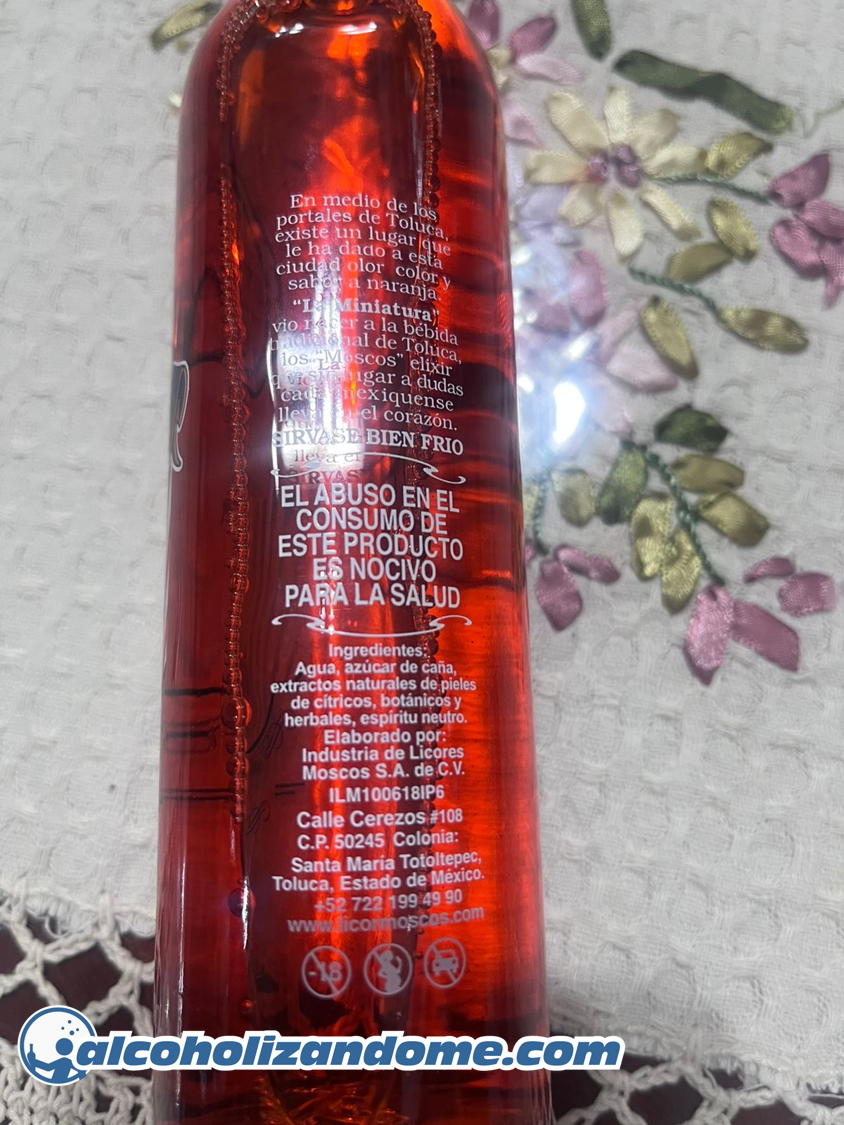 En medio de los
portales de Toluca,
existe un lugar que
le ha dado a esta
ciudad olor color y
sabor a naranja.
"La Miniatura"
vio nacer a la bebida
tradicional de Toluca,
los "Moscos" elixir
que sin lugar a dudas
cada mexiquense
lleva en el corazón.
SIRVASE BIEN FRIO
EL ABUSO EN EL
CONSUMO DE
ESTE PRODUCTO
ES NOCIVO
PARA LA SALUD
Ingredientes:
Agua, azúcar de caña,
extractos naturales de pieles
de cítricos, botánicos y
herbales, espíritu neutro.
Elaborado por:
Industria de Licores
Moscos S.A. de C.V.
ILM100618IP6
Calle Cerezos #108
C.P. 50245 Colonia:
Santa María Totoltepec,
Toluca, Estado de México.
+52 722 199 49 90
www.licormoscos.com
-18
alcoholizandome.com